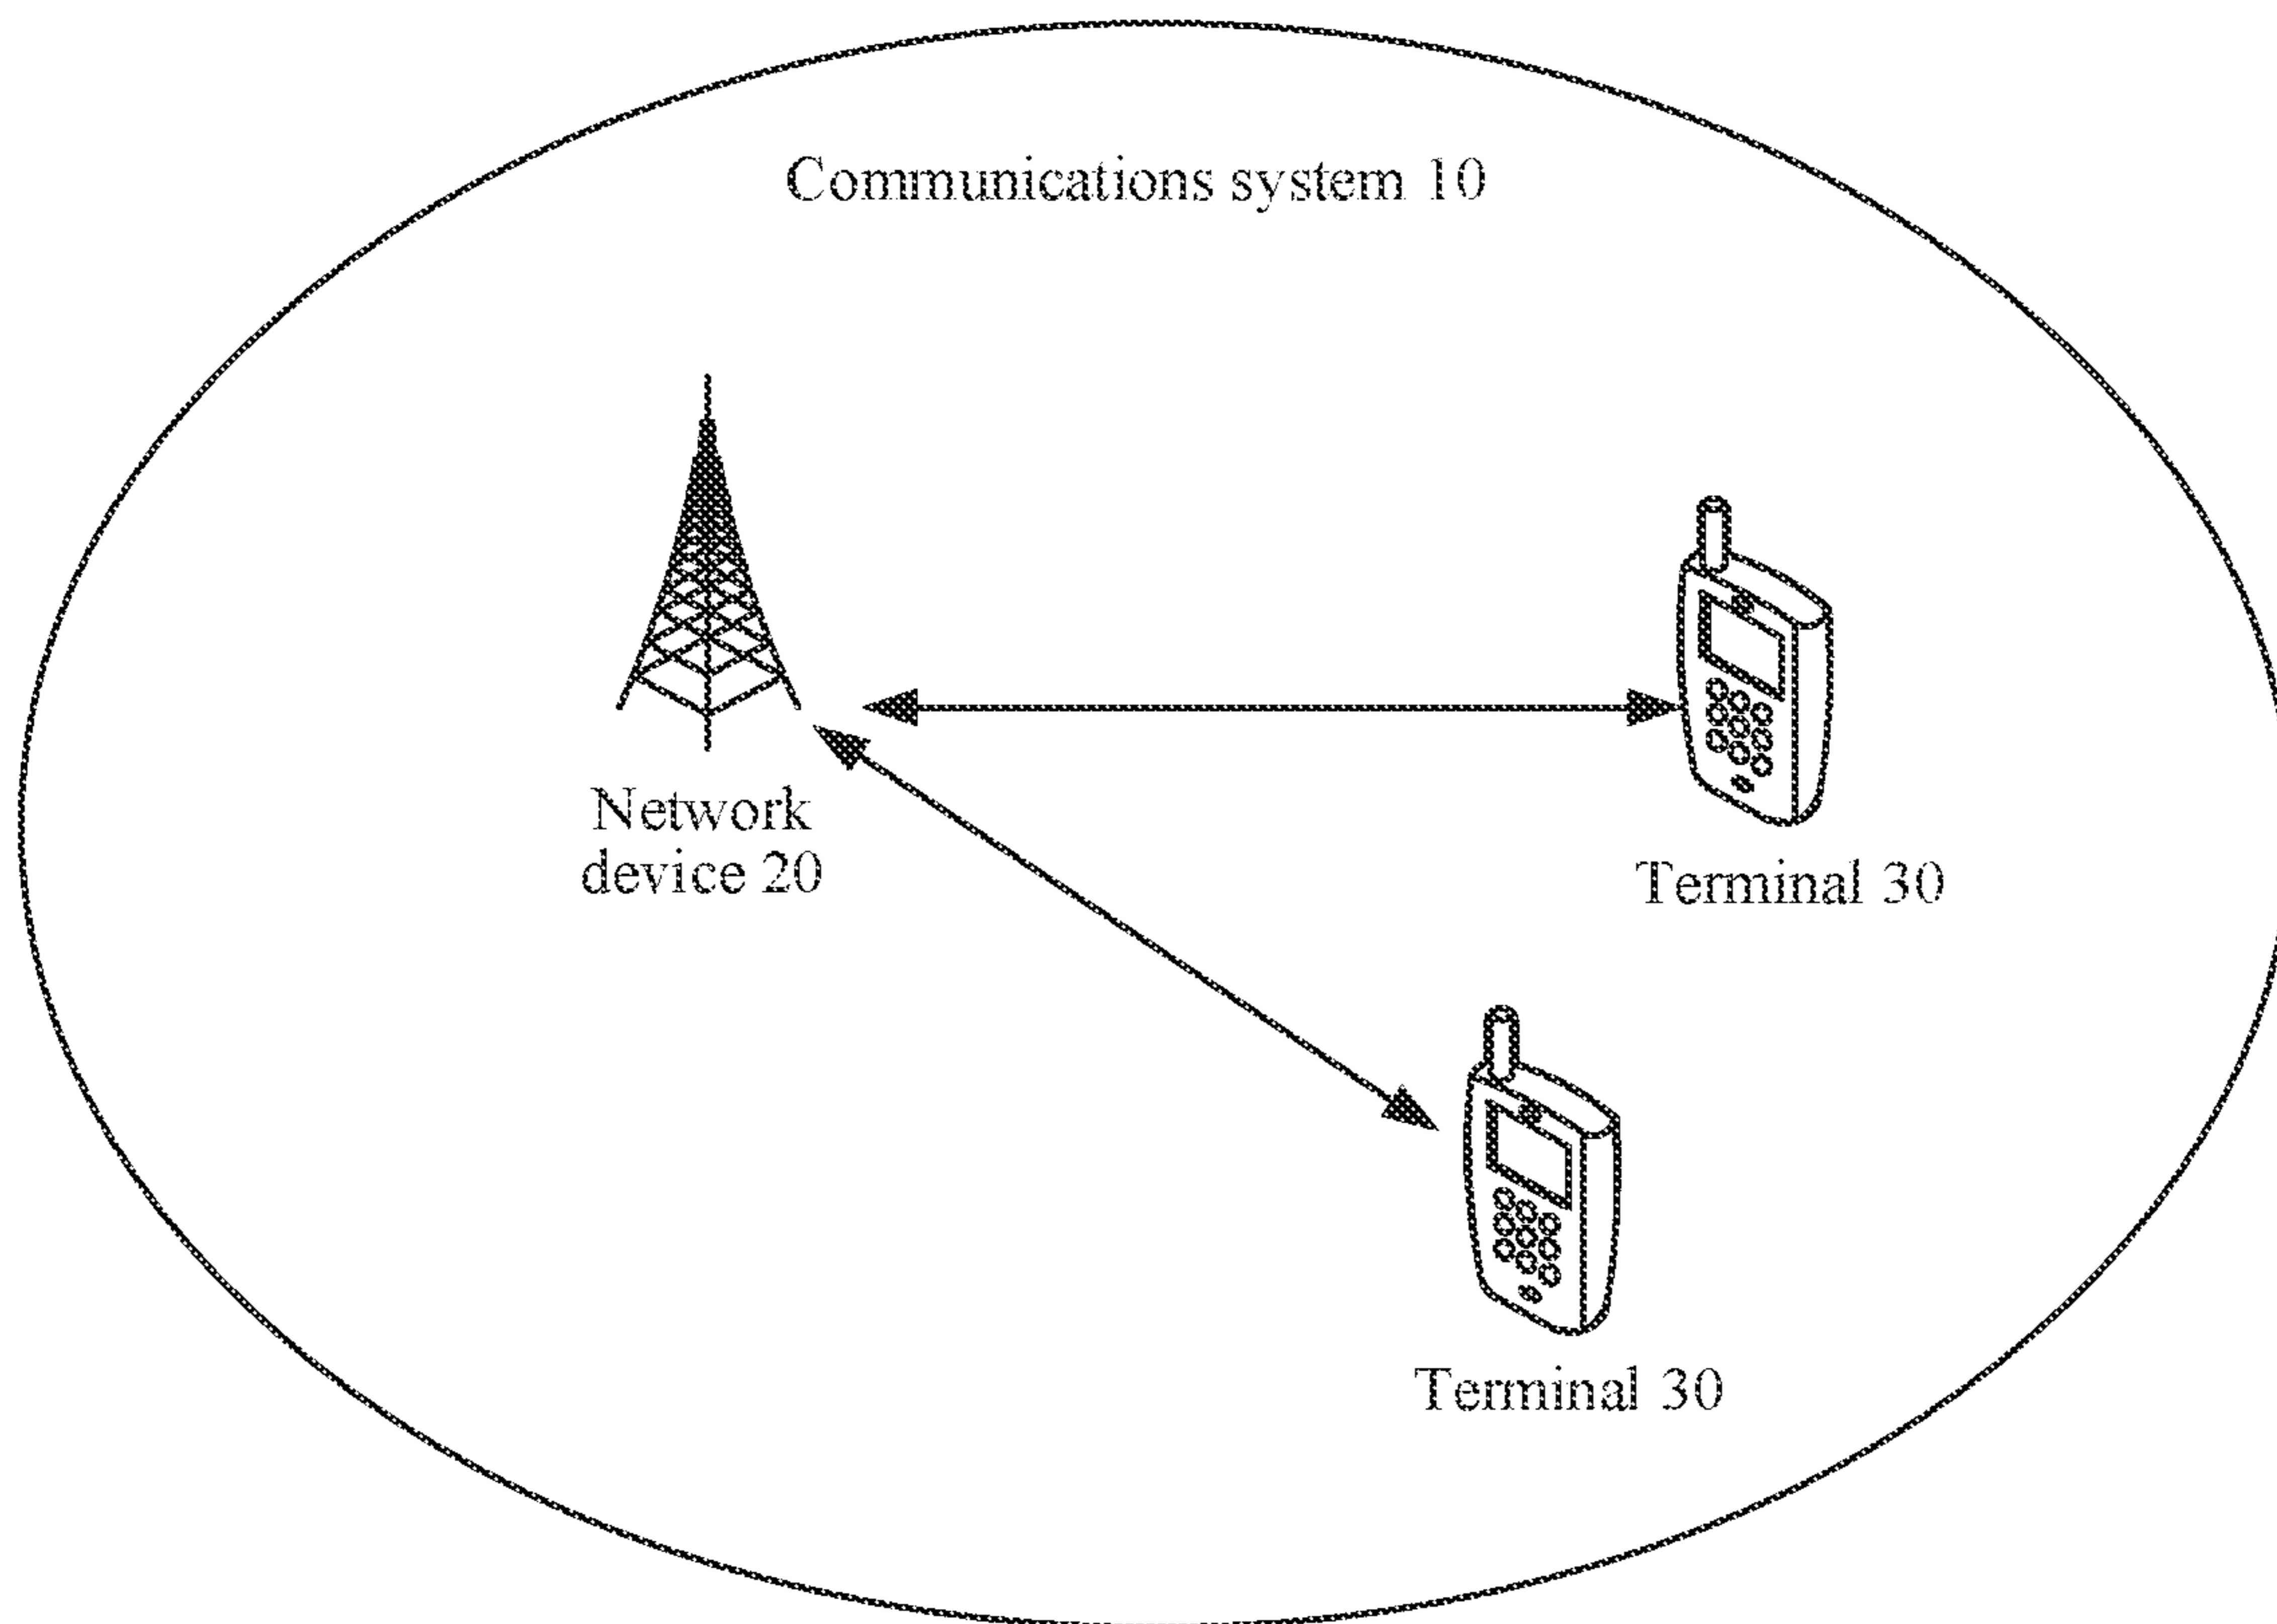 Communications system 10
Network
device 20
Terminal 30
Terminal 30